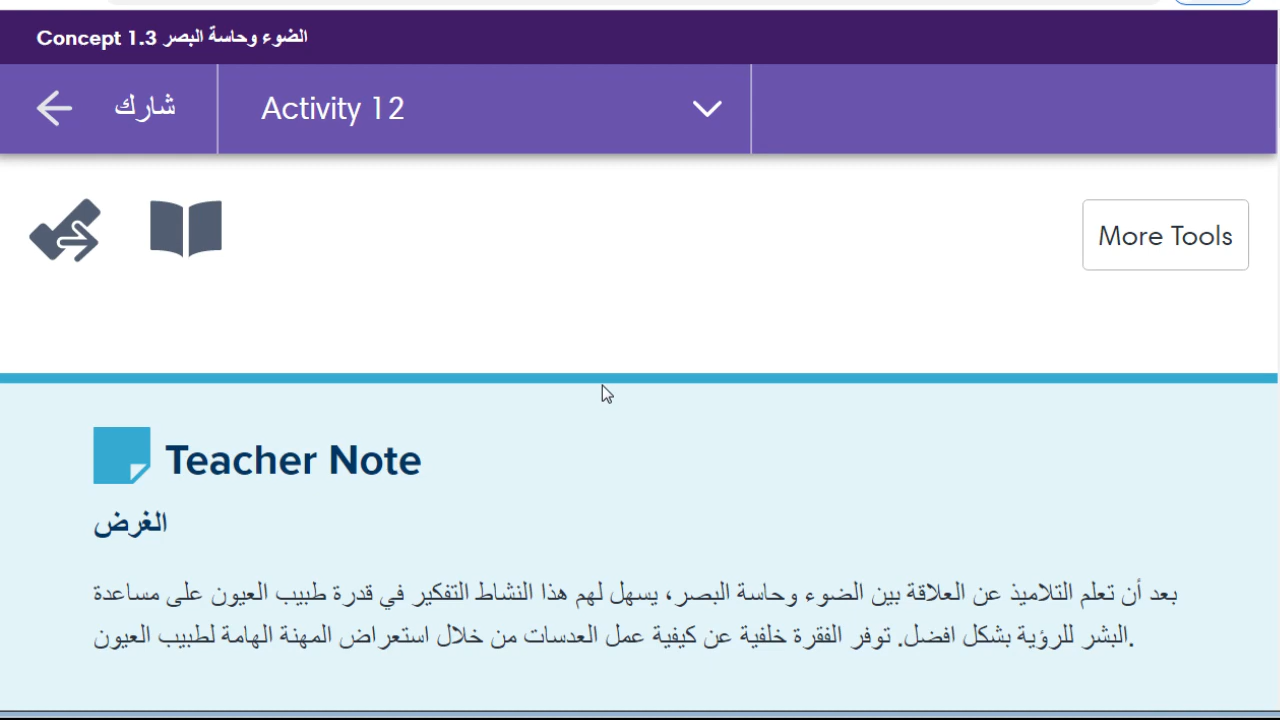 Concept 1.3 الضوء وحاسة البصر
شارك
Activity 12
More Tools
Teacher Note
الغرض
بعد أن تعلم التلاميذ عن العلاقة بين الضوء وحاسة البصر، يسهل لهم هذا النشاط التفكير في قدرة طبيب العيون على مساعدة
البشر للرؤية بشكل افضل. توفر الفقرة خلفية عن كيفية عمل العدسات من خلال استعراض المهنة الهامة لطبيب العيون.